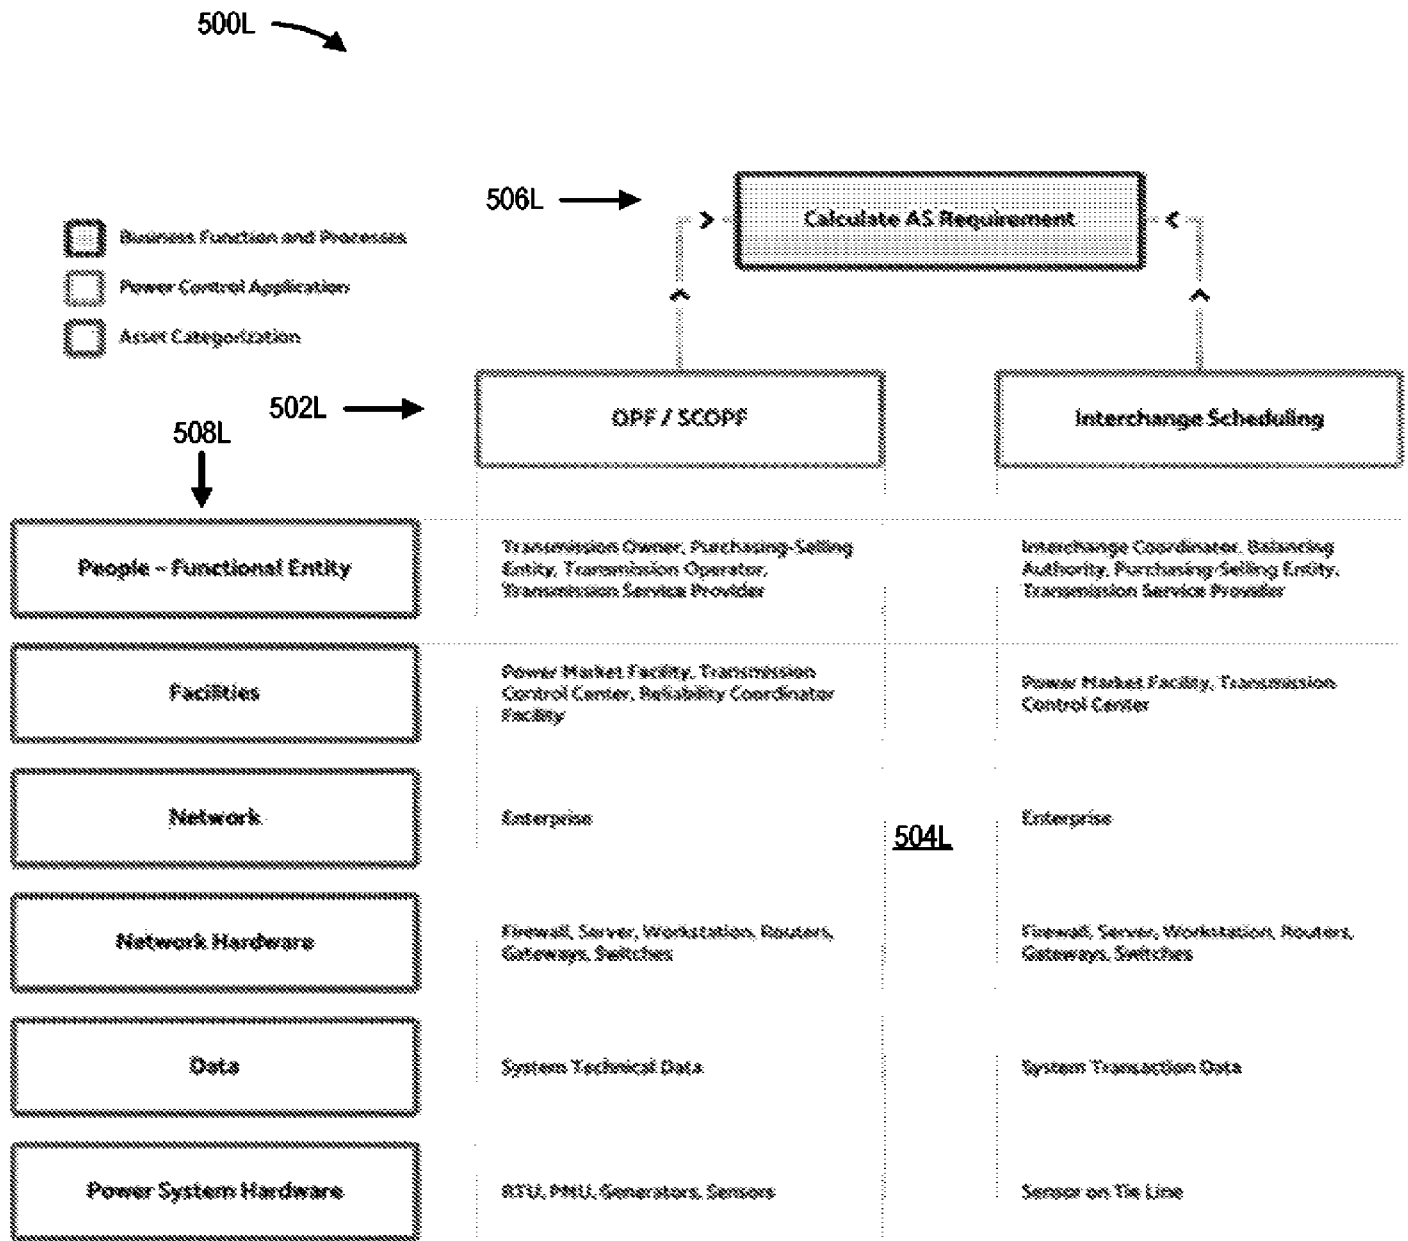 500L
506L
Calculate AS Requirement
Business Function and Processes
Power Control Application
Asset Categorization
502L
OPF / SCOPF
Interchange Scheduling
508L
People – Functional Entity
Transmission Owner, Purchasing-Selling
Entity, Transmission Operator,
Transmission Service Provider
Interchange Coordinator, Balancing
Authority, Purchasing-Selling Entity,
Transmission Service Provider
Facilities
Power Market Facility, Transmission
Control Center, Reliability Coordinator
Facility
Power Market Facility, Transmission
Control Center
Network
Enterprise
504L
Enterprise
Network Hardware
Firewall, Server, Workstation, Routers,
Gateways, Switches
Firewall, Server, Workstation, Routers,
Gateways, Switches
Data
System Technical Data
System Transaction Data
Power System Hardware
RTU, PMU, Generators, Sensors
Sensor on Tie Line